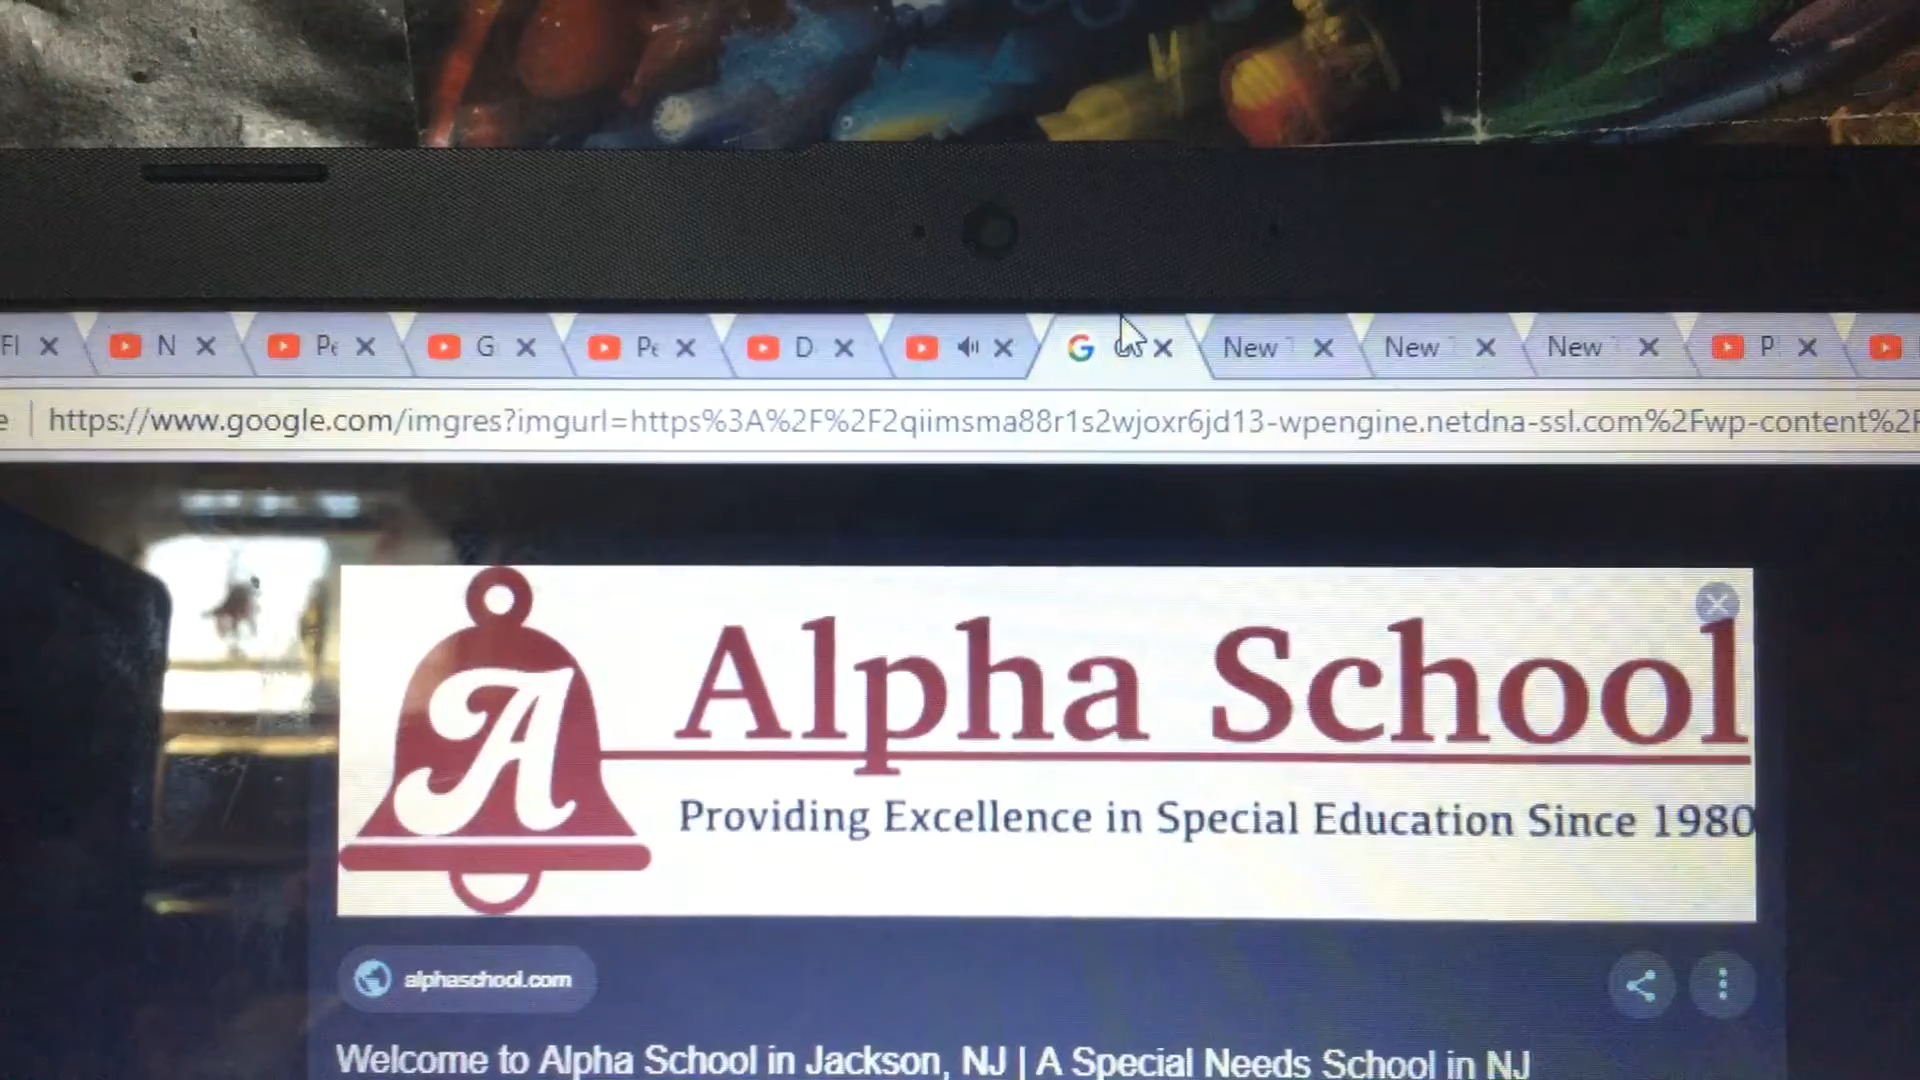 Fl N Pe G Pe D G New New New P
https://www.google.com/imgres?imgurl=https%3A%2F%2F2qiimsma88r1s2wjoxr6jd13-wpengine.netdna-ssl.com%2Fwp-content%2F
A
Alpha School
Providing Excellence in Special Education Since 1980
alphaschool.com
Welcome to Alpha School in Jackson, NJ | A Special Needs School in NJ